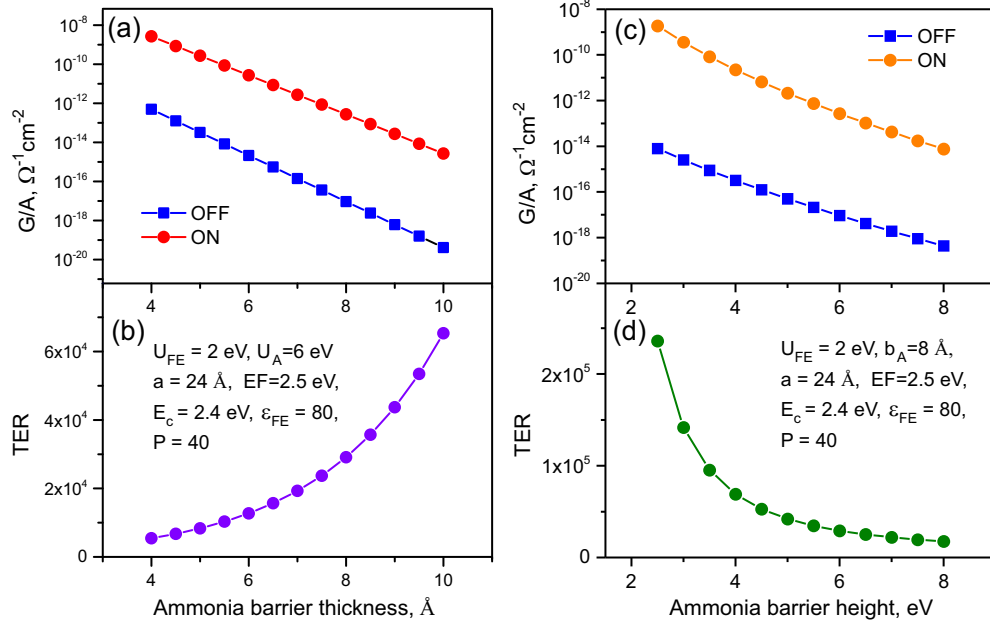 (a)
G/A, Ω⁻¹cm⁻²
10⁻⁸
10⁻¹⁰
10⁻¹²
10⁻¹⁴
10⁻¹⁶
10⁻¹⁸
10⁻²⁰
OFF
ON
4 6 8 10
(c)
G/A, Ω⁻¹cm⁻²
10⁻⁸
10⁻¹⁰
10⁻¹²
10⁻¹⁴
10⁻¹⁶
10⁻¹⁸
10⁻²⁰
OFF
ON
2 4 6 8
(b)
TER
6x10⁴
4x10⁴
2x10⁴
0
U_FE = 2 eV, U_A=6 eV
a = 24 Å, EF=2.5 eV,
E_c = 2.4 eV, ε_FE = 80,
P = 40
4 6 8 10
Ammonia barrier thickness, Å
(d)
TER
2x10⁵
1x10⁵
0
U_FE = 2 eV, b_A=8 Å,
a = 24 Å, EF=2.5 eV,
E_c = 2.4 eV, ε_FE = 80,
P = 40
2 4 6 8
Ammonia barrier height, eV